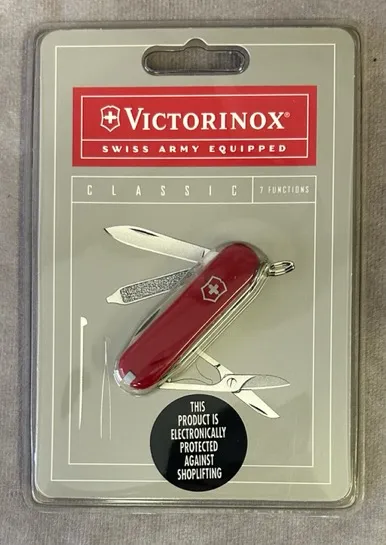 VICTORINOX®
SWISS ARMY EQUIPPED
CLASSIC 7 FUNCTIONS
THIS
PRODUCT IS
ELECTRONICALLY
PROTECTED
AGAINST
SHOPLIFTING